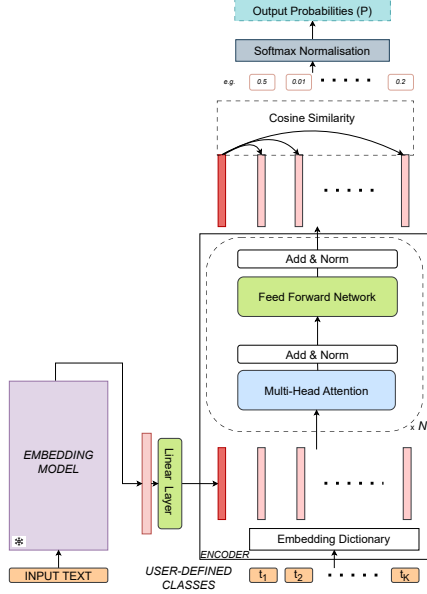 Output Probabilities (P)
Softmax Normalisation
e.g. 0.5 0.01 0.2
Cosine Similarity
Add & Norm
Feed Forward Network
Add & Norm
Multi-Head Attention
x N
EMBEDDING
MODEL
Linear
Layer
Embedding Dictionary
ENCODER
INPUT TEXT
USER-DEFINED
CLASSES
t1 t2 tK